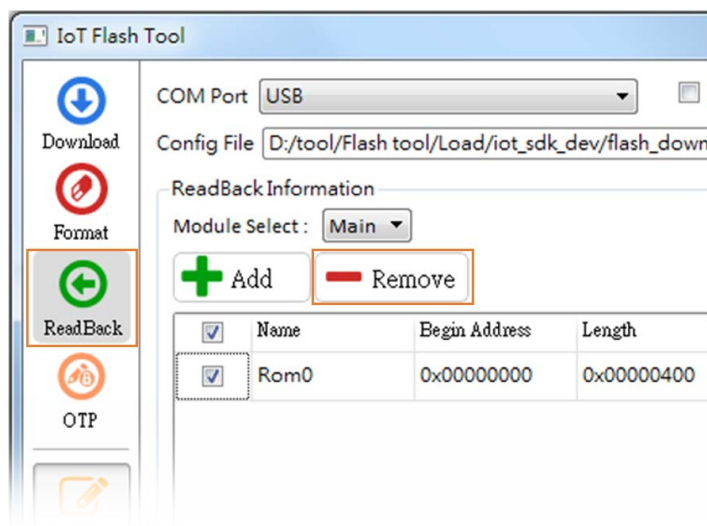 IoT Flash Tool
Download
Format
ReadBack
OTP
COM Port USB
Config File D:/tool/Flash tool/Load/iot_sdk_dev/flash_down
ReadBack Information
Module Select : Main
Add Remove
Name Begin Address Length
Rom0 0x00000000 0x00000400